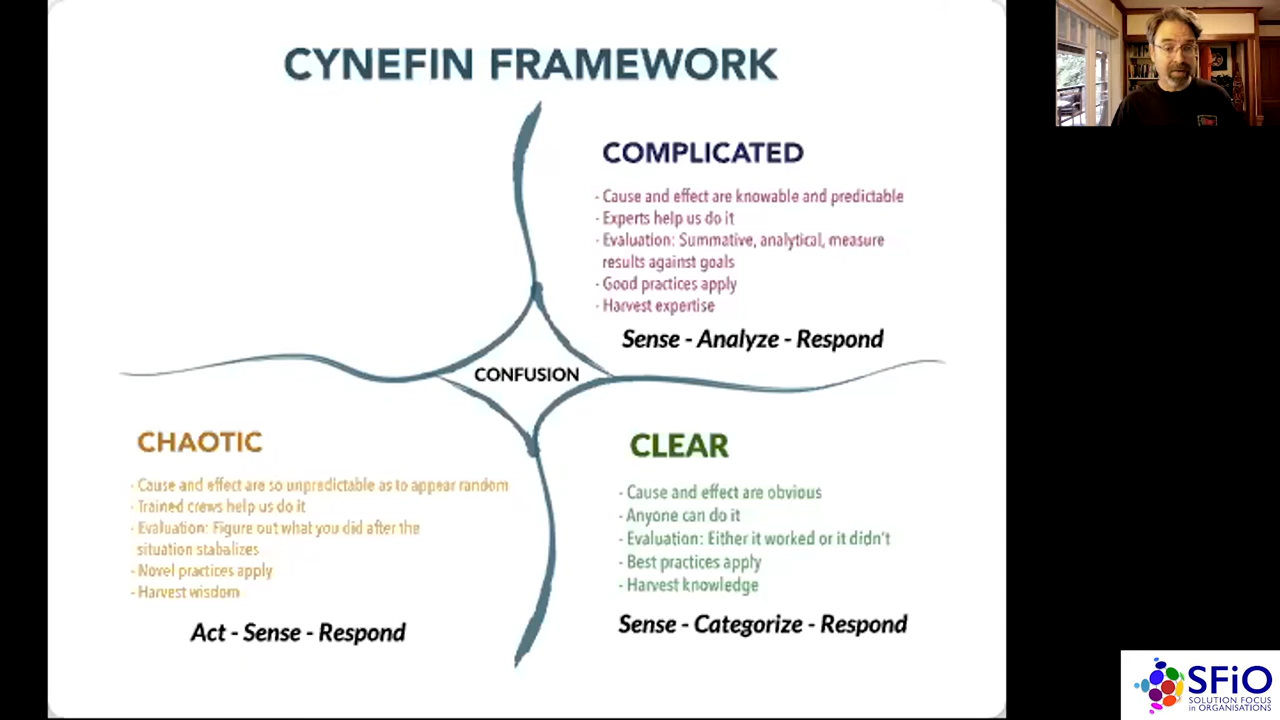 CYNEFIN FRAMEWORK
COMPLICATED
- Cause and effect are knowable and predictable
- Experts help us do it
- Evaluation: Summative, analytical, measure
results against goals
- Good practices apply
- Harvest expertise
Sense - Analyze - Respond
CONFUSION
CHAOTIC
- Cause and effect are so unpredictable as to appear random
- Trained crews help us do it
- Evaluation: Figure out what you did after the
situation stabalizes
- Novel practices apply
- Harvest wisdom
Act - Sense - Respond
CLEAR
- Cause and effect are obvious
- Anyone can do it
- Evaluation: Either it worked or it didn't
- Best practices apply
- Harvest knowledge
Sense - Categorize - Respond
SFiO
SOLUTION FOCUS
in ORGANISATIONS